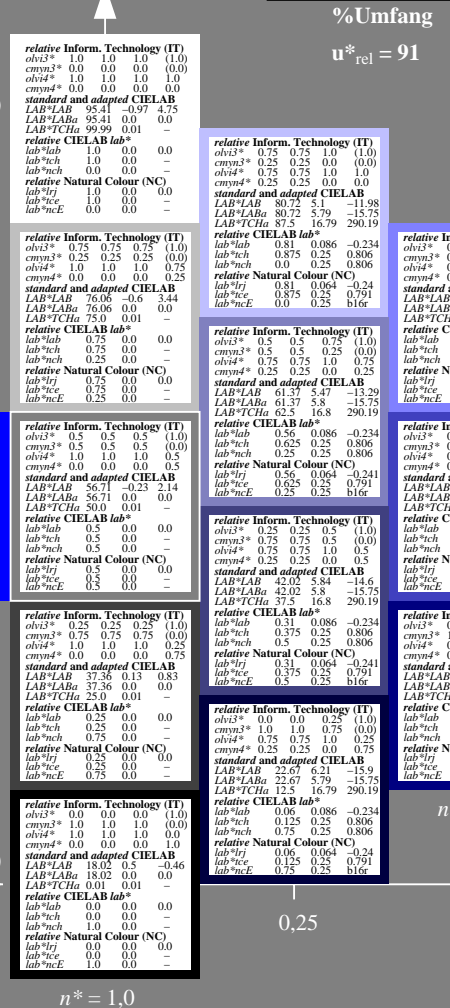 %Umfang
u*rel = 91
relative Inform. Technology (IT)
olvi3* 1.0 1.0 1.0 (1.0)
cmyn3* 0.0 0.0 0.0 (0.0)
olvi4* 1.0 1.0 1.0 1.0
cmyn4* 0.0 0.0 0.0 0.0
standard and adapted CIELAB
LAB*LAB 95.41 −0.97 4.75
LAB*LABa 95.41 0.0 0.0
LAB*TCHa 99.99 0.01 –
relative CIELAB lab*
lab*lab 1.0 0.0 0.0
lab*tch 1.0 0.0 –
lab*nch 0.0 0.0 –
relative Natural Colour (NC)
lab*lrj 1.0 0.0 0.0
lab*tce 1.0 0.0 –
lab*ncE 0.0 0.0 –
relative Inform. Technology (IT)
olvi3* 0.75 0.75 0.75 (1.0)
cmyn3* 0.25 0.25 0.25 (0.0)
olvi4* 1.0 1.0 1.0 0.75
cmyn4* 0.0 0.0 0.0 0.25
standard and adapted CIELAB
LAB*LAB 76.06 −0.6 3.44
LAB*LABa 76.06 0.0 0.0
LAB*TCHa 75.0 0.01 –
relative CIELAB lab*
lab*lab 0.75 0.0 0.0
lab*tch 0.75 0.0 –
lab*nch 0.25 0.0 –
relative Natural Colour (NC)
lab*lrj 0.75 0.0 0.0
lab*tce 0.75 0.0 –
lab*ncE 0.25 0.0 –
relative Inform. Technology (IT)
olvi3* 0.5 0.5 0.5 (1.0)
cmyn3* 0.5 0.5 0.5 (0.0)
olvi4* 1.0 1.0 1.0 0.5
cmyn4* 0.0 0.0 0.0 0.5
standard and adapted CIELAB
LAB*LAB 56.71 −0.23 2.14
LAB*LABa 56.71 0.0 0.0
LAB*TCHa 50.0 0.01 –
relative CIELAB lab*
lab*lab 0.5 0.0 0.0
lab*tch 0.5 0.0 –
lab*nch 0.5 0.0 –
relative Natural Colour (NC)
lab*lrj 0.5 0.0 0.0
lab*tce 0.5 0.0 –
lab*ncE 0.5 0.0 –
relative Inform. Technology (IT)
olvi3* 0.25 0.25 0.25 (1.0)
cmyn3* 0.75 0.75 0.75 (0.0)
olvi4* 1.0 1.0 1.0 0.25
cmyn4* 0.0 0.0 0.0 0.75
standard and adapted CIELAB
LAB*LAB 37.36 0.13 0.83
LAB*LABa 37.36 0.0 0.0
LAB*TCHa 25.0 0.01 –
relative CIELAB lab*
lab*lab 0.25 0.0 0.0
lab*tch 0.25 0.0 –
lab*nch 0.75 0.0 –
relative Natural Colour (NC)
lab*lrj 0.25 0.0 0.0
lab*tce 0.25 0.0 –
lab*ncE 0.75 0.0 –
relative Inform. Technology (IT)
olvi3* 0.0 0.0 0.0 (1.0)
cmyn3* 1.0 1.0 1.0 (0.0)
olvi4* 1.0 1.0 1.0 0.0
cmyn4* 0.0 0.0 0.0 1.0
standard and adapted CIELAB
LAB*LAB 18.02 0.5 −0.46
LAB*LABa 18.02 0.0 0.0
LAB*TCHa 0.01 0.01 –
relative CIELAB lab*
lab*lab 0.0 0.0 0.0
lab*tch 0.0 0.0 –
lab*nch 1.0 0.0 –
relative Natural Colour (NC)
lab*lrj 0.0 0.0 0.0
lab*tce 0.0 0.0 –
lab*ncE 1.0 0.0 –
n* = 1,0
relative Inform. Technology (IT)
olvi3* 0.75 0.75 1.0 (1.0)
cmyn3* 0.25 0.25 0.0 (0.0)
olvi4* 0.75 0.75 1.0 1.0
cmyn4* 0.25 0.25 0.0 0.0
standard and adapted CIELAB
LAB*LAB 80.72 5.1 −11.98
LAB*LABa 80.72 5.79 −15.75
LAB*TCHa 87.5 16.79 290.19
relative CIELAB lab*
lab*lab 0.81 0.086 −0.234
lab*tch 0.875 0.25 0.806
lab*nch 0.0 0.25 0.806
relative Natural Colour (NC)
lab*lrj 0.81 0.064 −0.24
lab*tce 0.875 0.25 0.791
lab*ncE 0.0 0.25 b16r
relative Inform. Technology (IT)
olvi3* 0.5 0.5 0.75 (1.0)
cmyn3* 0.5 0.5 0.25 (0.0)
olvi4* 0.75 0.75 1.0 0.75
cmyn4* 0.25 0.25 0.0 0.25
standard and adapted CIELAB
LAB*LAB 61.37 5.47 −13.29
LAB*LABa 61.37 5.8 −15.75
LAB*TCHa 62.5 16.8 290.19
relative CIELAB lab*
lab*lab 0.56 0.086 −0.234
lab*tch 0.625 0.25 0.806
lab*nch 0.25 0.25 0.806
relative Natural Colour (NC)
lab*lrj 0.56 0.064 −0.241
lab*tce 0.625 0.25 0.791
lab*ncE 0.25 0.25 b16r
relative Inform. Technology (IT)
olvi3* 0.25 0.25 0.5 (1.0)
cmyn3* 0.75 0.75 0.5 (0.0)
olvi4* 0.75 0.75 1.0 0.5
cmyn4* 0.25 0.25 0.0 0.5
standard and adapted CIELAB
LAB*LAB 42.02 5.84 −14.6
LAB*LABa 42.02 5.8 −15.75
LAB*TCHa 37.5 16.8 290.19
relative CIELAB lab*
lab*lab 0.31 0.086 −0.234
lab*tch 0.375 0.25 0.806
lab*nch 0.5 0.25 0.806
relative Natural Colour (NC)
lab*lrj 0.31 0.064 −0.241
lab*tce 0.375 0.25 0.791
lab*ncE 0.5 0.25 b16r
relative Inform. Technology (IT)
olvi3* 0.0 0.0 0.25 (1.0)
cmyn3* 1.0 1.0 0.75 (0.0)
olvi4* 0.75 0.75 1.0 0.25
cmyn4* 0.25 0.25 0.0 0.75
standard and adapted CIELAB
LAB*LAB 22.67 6.21 −15.9
LAB*LABa 22.67 5.79 −15.75
LAB*TCHa 12.5 16.79 290.19
relative CIELAB lab*
lab*lab 0.06 0.086 −0.234
lab*tch 0.125 0.25 0.806
lab*nch 0.75 0.25 0.806
relative Natural Colour (NC)
lab*lrj 0.06 0.064 −0.24
lab*tce 0.125 0.25 0.791
lab*ncE 0.75 0.25 b16r
0,25